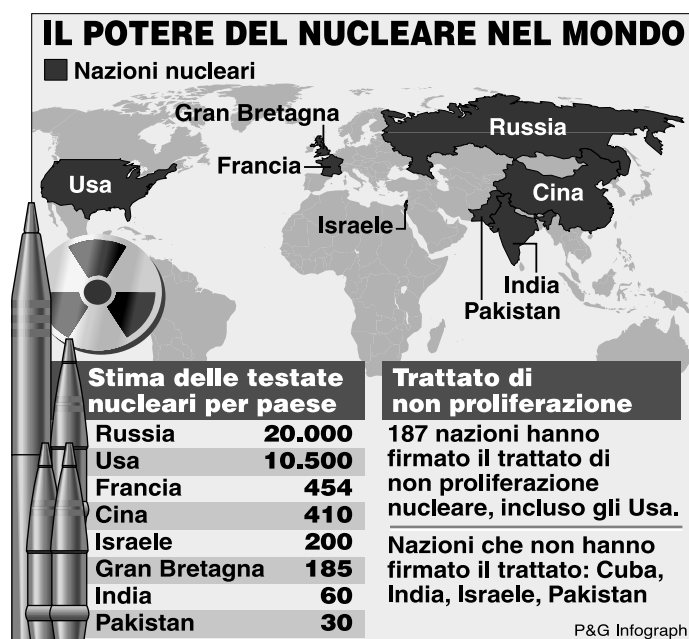 IL POTERE DEL NUCLEARE NEL MONDO
Nazioni nucleari
Gran Bretagna
Russia
Francia
Usa
Cina
Israele
India
Pakistan
Stima delle testate
nucleari per paese
Russia 20.000
Usa 10.500
Francia 454
Cina 410
Israele 200
Gran Bretagna 185
India 60
Pakistan 30
Trattato di
non proliferazione
187 nazioni hanno
firmato il trattato di
non proliferazione
nucleare, incluso gli Usa.
Nazioni che non hanno
firmato il trattato: Cuba,
India, Israele, Pakistan
P&G Infograph